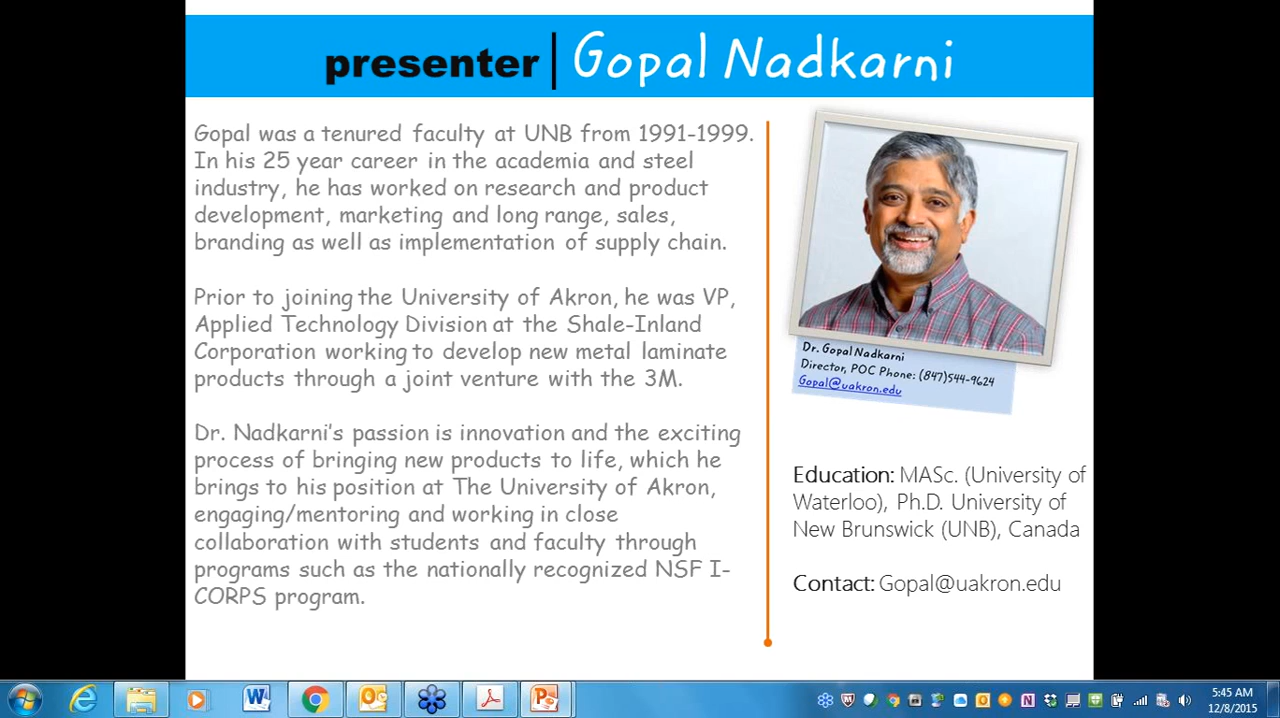 presenter | Gopal Nadkarni
Gopal was a tenured faculty at UNB from 1991-1999.
In his 25 year career in the academia and steel
industry, he has worked on research and product
development, marketing and long range, sales,
branding as well as implementation of supply chain.
Prior to joining the University of Akron, he was VP,
Applied Technology Division at the Shale-Inland
Corporation working to develop new metal laminate
products through a joint venture with the 3M.
Dr. Nadkarni's passion is innovation and the exciting
process of bringing new products to life, which he
brings to his position at The University of Akron,
engaging/mentoring and working in close
collaboration with students and faculty through
programs such as the nationally recognized NSF I-
CORPS program.
Dr. Gopal Nadkarni
Director, POC Phone: (847)544-9624
Gopal@uakron.edu
Education: MASc. (University of
Waterloo), Ph.D. University of
New Brunswick (UNB), Canada
Contact: Gopal@uakron.edu
5:45 AM
12/8/2015